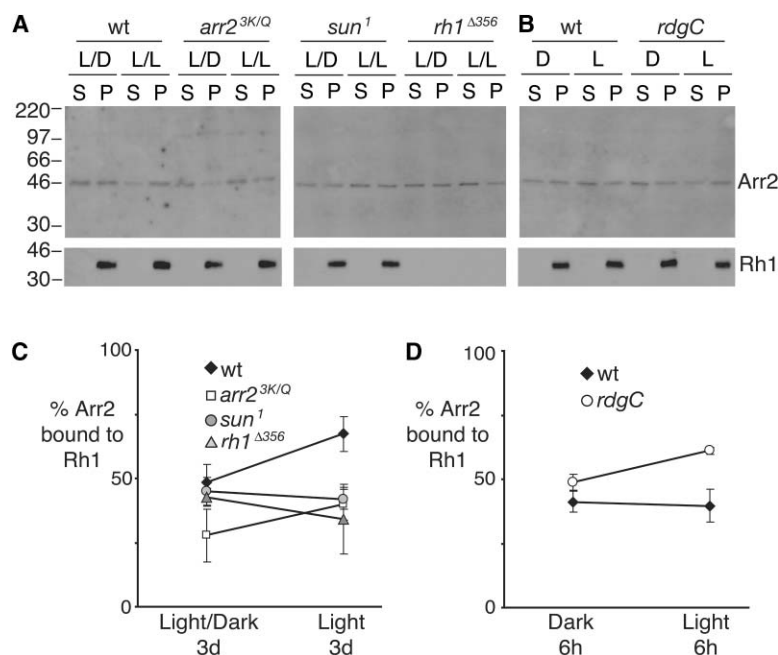 A wt arr2 3K/Q sun 1 rh1 Δ356 B wt rdgC
L/D L/L L/D L/L L/D L/L L/D L/L D L D L
S P S P S P S P S P S P S P S P S P S P S P S P
220
97
66
46 Arr2
30
46
Rh1
30
C 100 wt
arr2 3K/Q
% Arr2 sun 1
bound to rh1 Δ356
Rh1
50
0
Light/Dark Light
3d 3d
D 100 wt
% Arr2 rdgC
bound to
Rh1
50
0
Dark Light
6h 6h